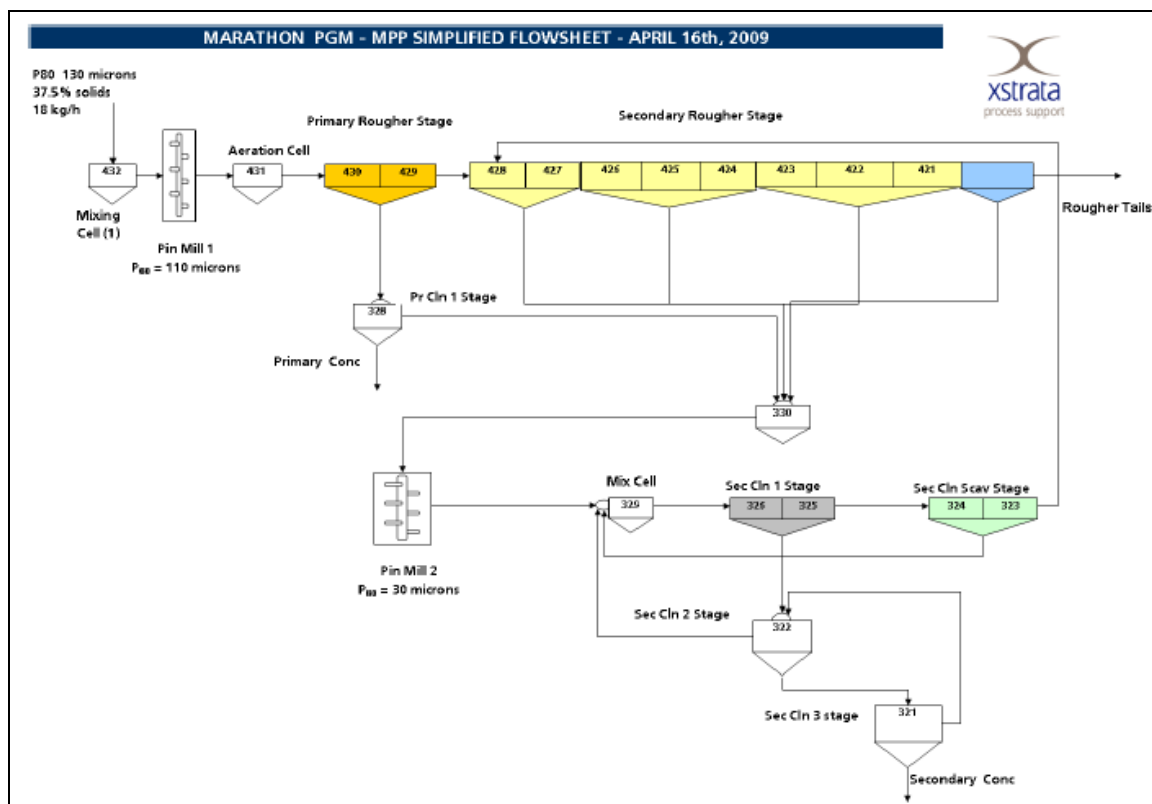 MARATHON PGM - MPP SIMPLIFIED FLOWSHEET - APRIL 16th, 2009
xstrata
process support
P80 130 microns
37.5% solids
18 kg/h
Primary Rougher Stage
Secondary Rougher Stage
Aeration Cell
432
431
430 429
428 427 426 425 424 423 422 421
Mixing
Cell (1)
Rougher Tails
Pin Mill 1
P80 = 110 microns
Pr Cln 1 Stage
328
Primary Conc
330
Mix Cell
Sec Cln 1 Stage
Sec Cln Scav Stage
329
326 325
324 323
Pin Mill 2
P80 = 30 microns
Sec Cln 2 Stage
322
Sec Cln 3 stage
321
Secondary Conc